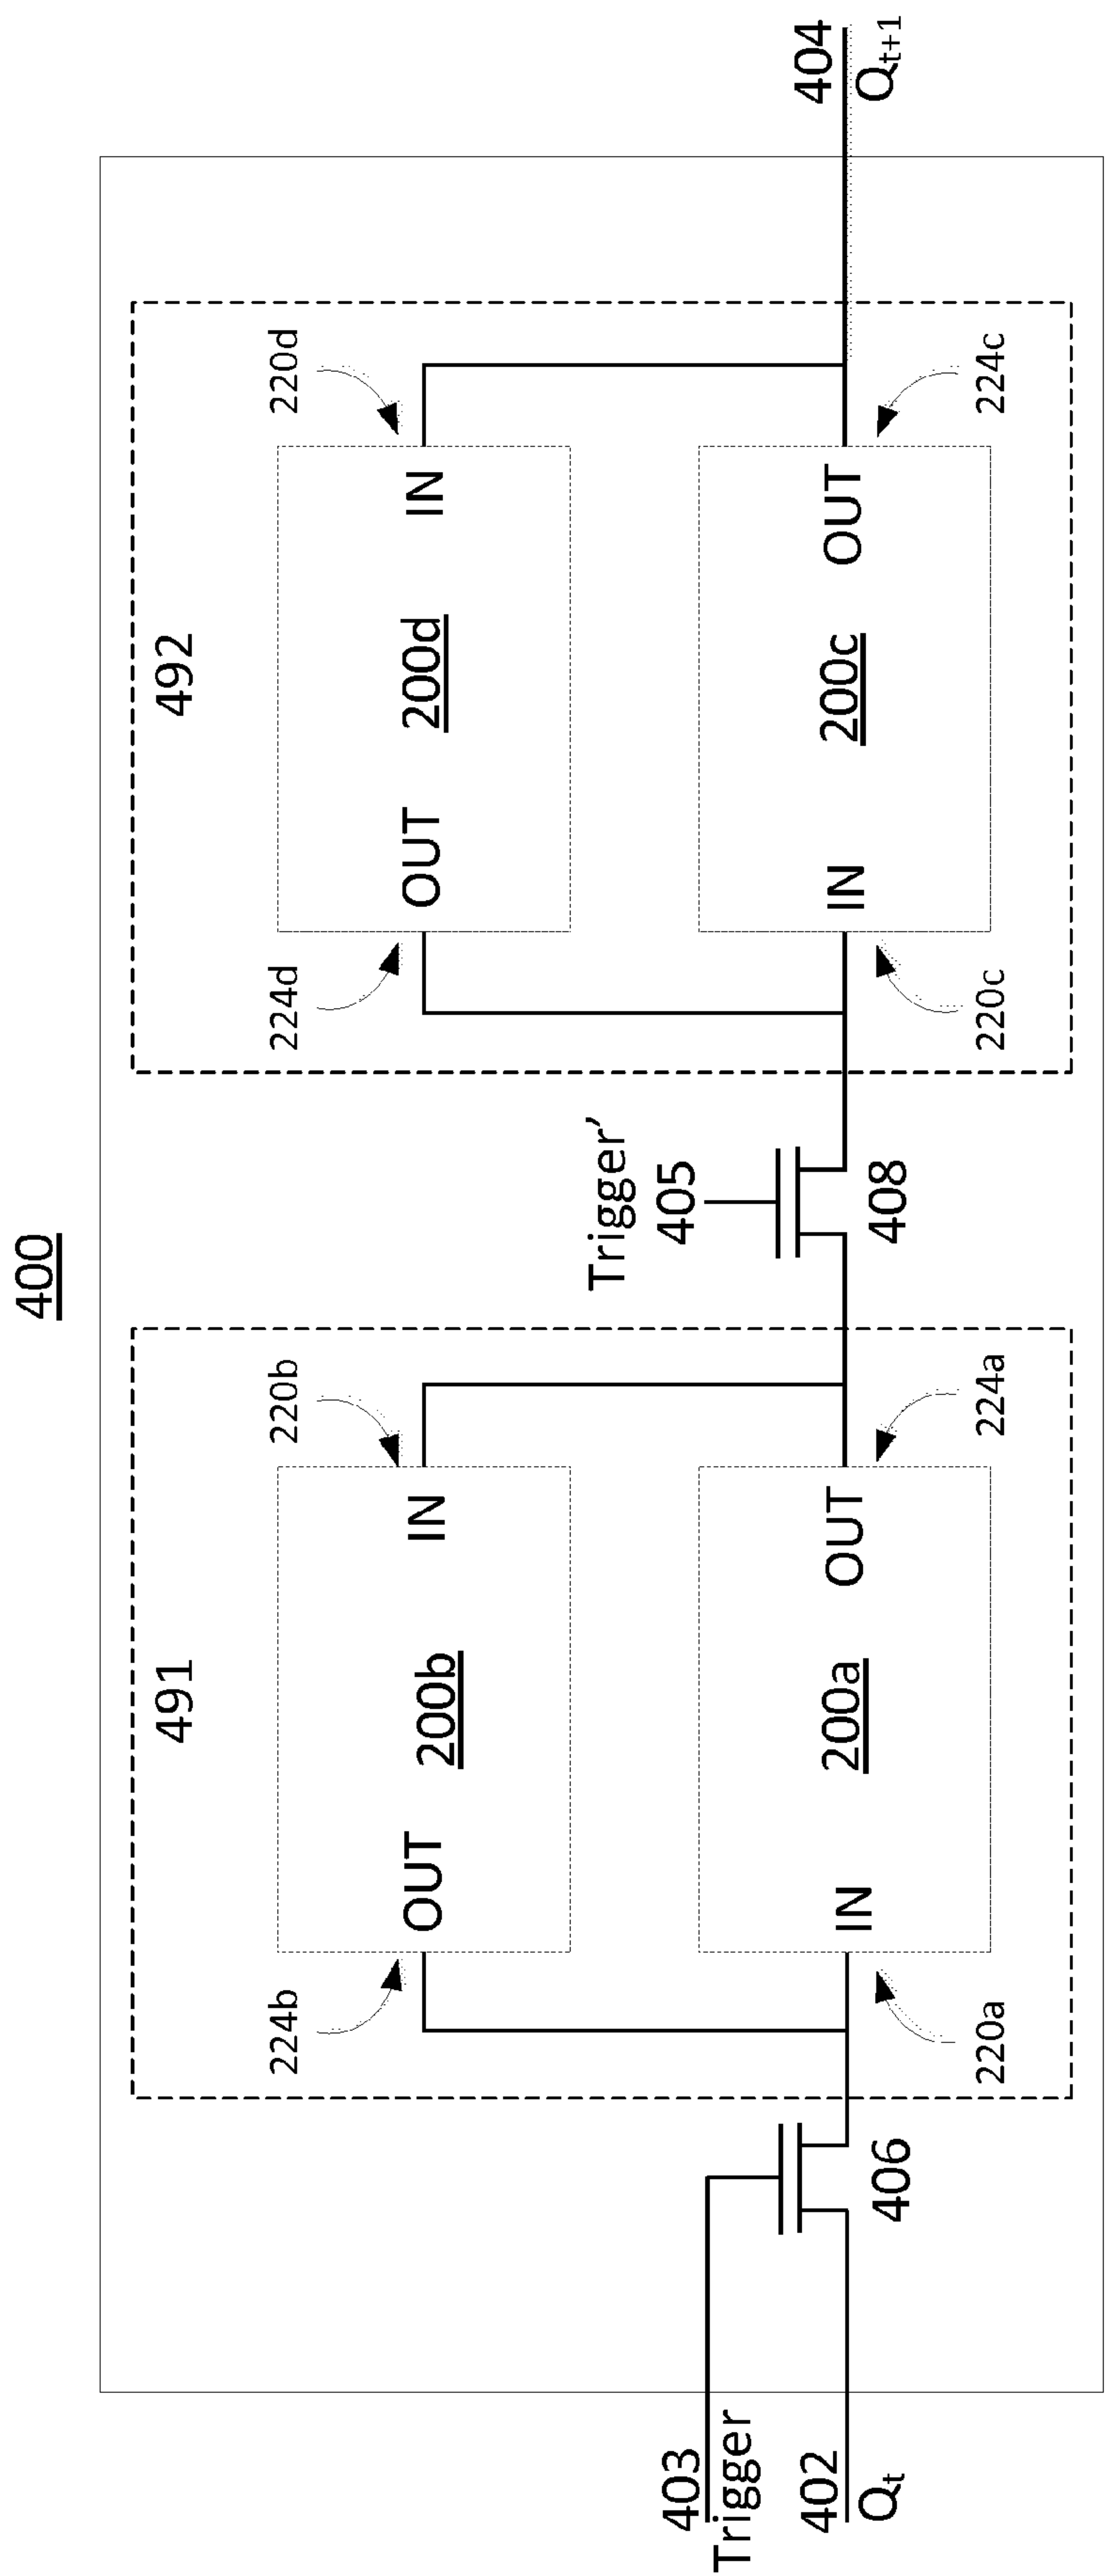 400
491
492
224b
220b
224d
220d
OUT
IN
OUT
IN
200b
200d
Trigger’
405
403
Trigger
IN
OUT
IN
OUT
200a
200c
402
Qt
406
408
404
Qt+1
220a
224a
220c
224c